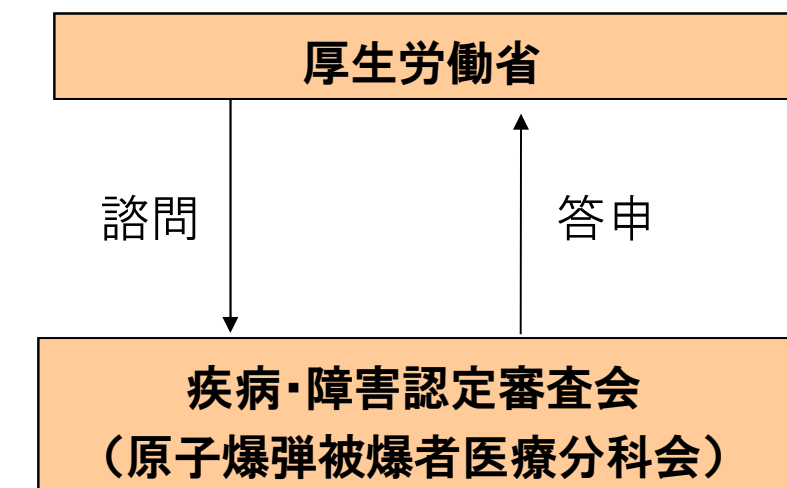 厚生労働省
諮問
答申
疾病・障害認定審査会
（原子爆弾被爆者医療分科会）